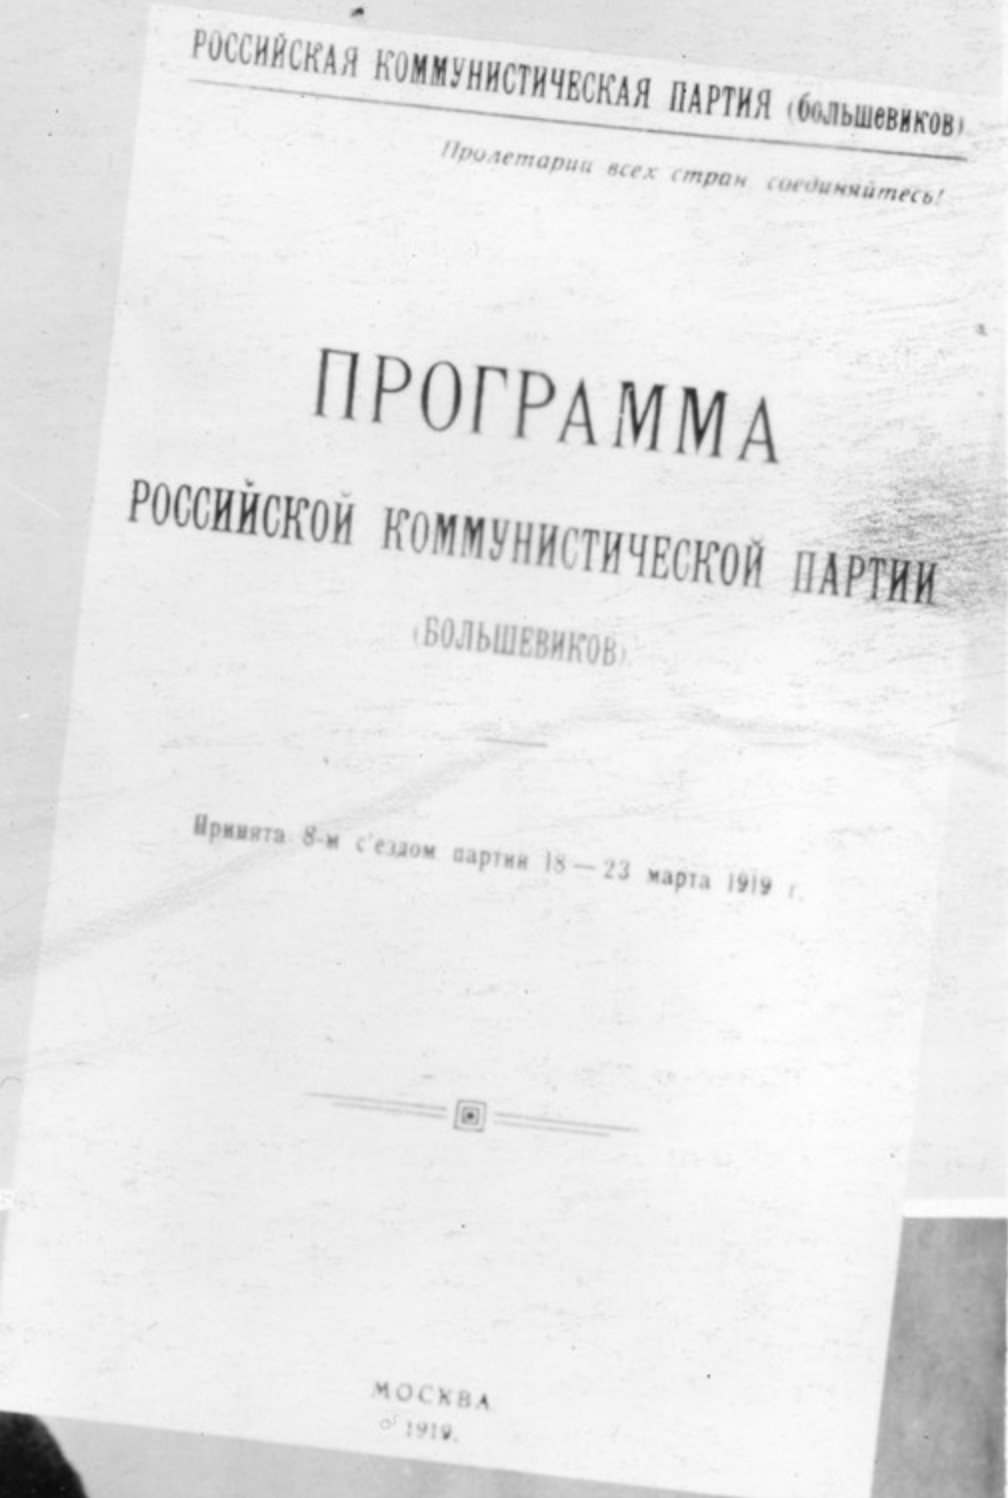 РОССИЙСКАЯ КОММУНИСТИЧЕСКАЯ ПАРТИЯ (большевиков)
Пролетарии всех стран соединяйтесь!
ПРОГРАММА
РОССИЙСКОЙ КОММУНИСТИЧЕСКОЙ ПАРТИИ
(БОЛЬШЕВИКОВ)
Принята 8-м с'ездом партии 18 — 23 марта 1919 г.
МОСКВА
1919.